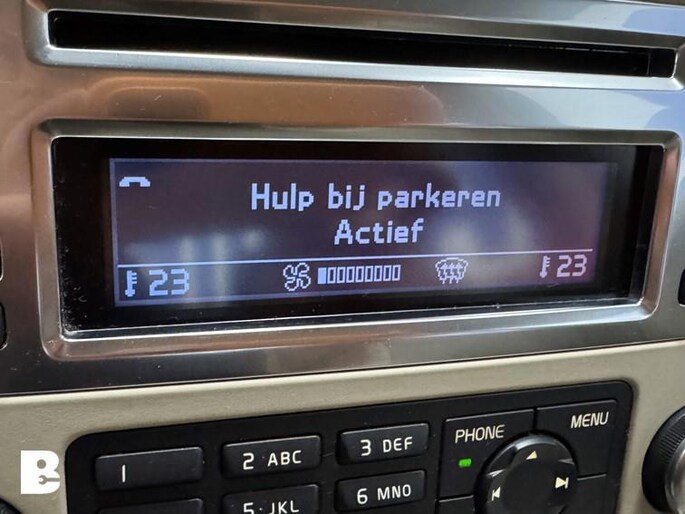 Hulp bij parkeren
Actief
23
23
PHONE
MENU
1
2 ABC
3 DEF
5 JKL
6 MNO